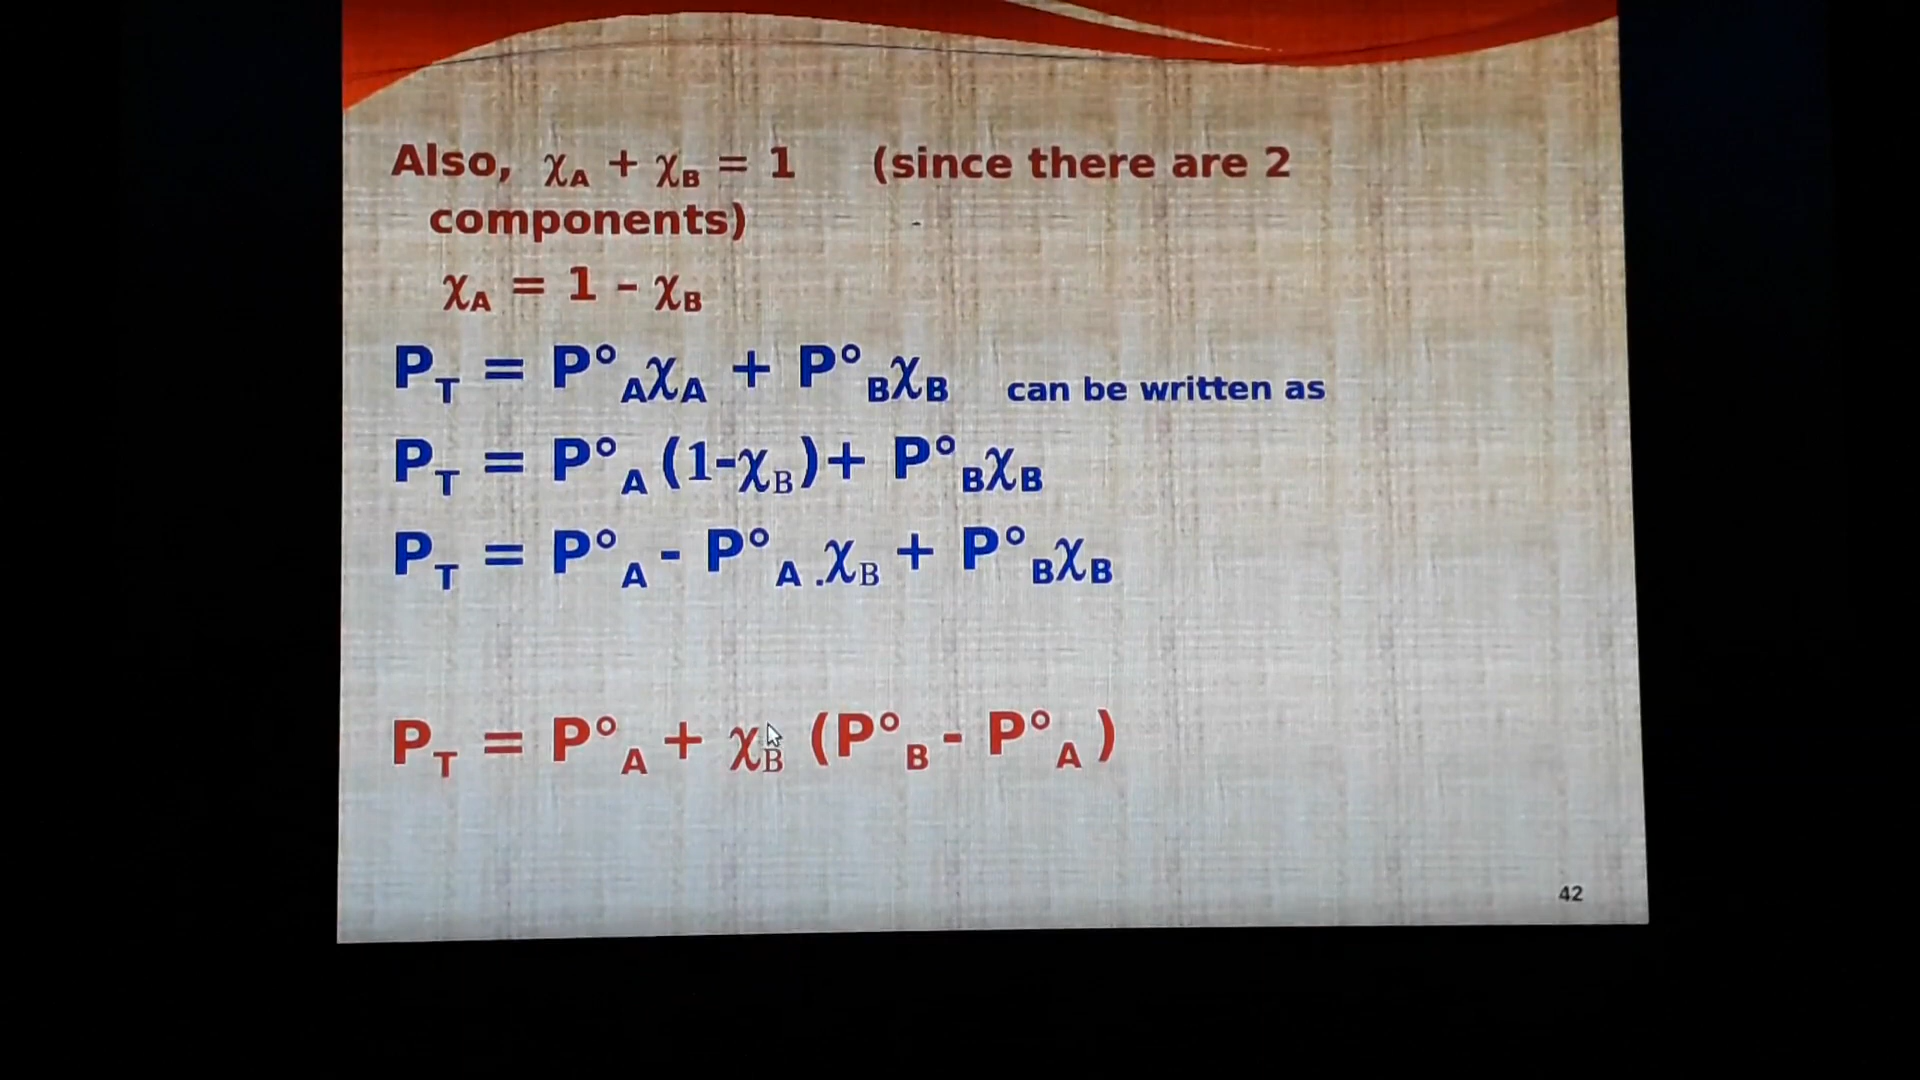 Also, χA + χB = 1 (since there are 2
components)
χA = 1 – χB
PT = P°AχA + P°BχB can be written as
PT = P°A (1-χB)+ P°BχB
PT = P°A - P°A .χB + P°BχB
PT = P°A + χB (P°B - P°A )
42